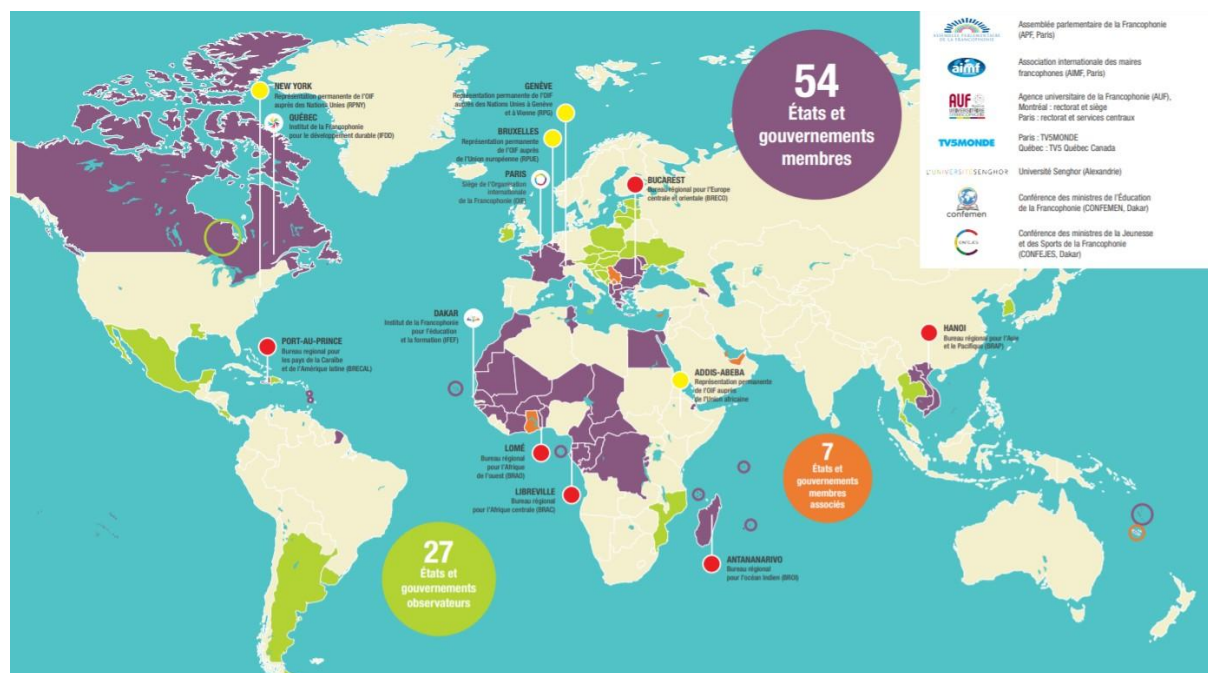 NEW YORK
Représentation permanente de l'OIF
auprès des Nations Unies (RPNY)
QUÉBEC
Institut de la Francophonie
pour le développement durable (IFDD)
GENÈVE
Représentation permanente de l'OIF
auprès des Nations Unies à Genève
et à Vienne (RPG)
BRUXELLES
Représentation permanente
de l'OIF auprès
de l'Union européenne (RPUE)
PARIS
Siège de l'Organisation
internationale
de la Francophonie (OIF)
BUCAREST
Bureau régional pour l'Europe
centrale et orientale (BRECO)
54
États et
gouvernements
membres
ASSEMBLÉE PARLEMENTAIRE
DE LA FRANCOPHONIE
Assemblée parlementaire de la Francophonie
(APF, Paris)
aimf
Association internationale des maires
francophones (AIMF, Paris)
AUF
Agence universitaire de la Francophonie (AUF),
Montréal : rectorat et siège
Paris : rectorat et services centraux
TV5MONDE
Paris : TV5MONDE
Québec : TV5 Québec Canada
L'UNIVERSITÉSENGHOR
Université Senghor (Alexandrie)
confemen
Conférence des ministres de l'Éducation
de la Francophonie (CONFEMEN, Dakar)
CONFEJES
Conférence des ministres de la Jeunesse
et des Sports de la Francophonie
(CONFEJES, Dakar)
PORT-AU-PRINCE
Bureau regional pour
les pays de la Caraïbe
et de l'Amérique latine (BRECAL)
DAKAR
Institut de la Francophonie
pour l'éducation
et la formation (IFEF)
HANOI
Bureau régional pour l'Asie
et le Pacifique (BRAP)
ADDIS-ABEBA
Représentation permanente
de l'OIF auprès
de l'Union africaine
LOMÉ
Bureau régional
pour l'Afrique
de l'ouest (BRAO)
LIBREVILLE
Bureau régional
pour l'Afrique centrale (BRAC)
7
États et
gouvernements
membres
associés
27
États et
gouvernements
observateurs
ANTANANARIVO
Bureau régional
pour l'océan Indien (BROI)